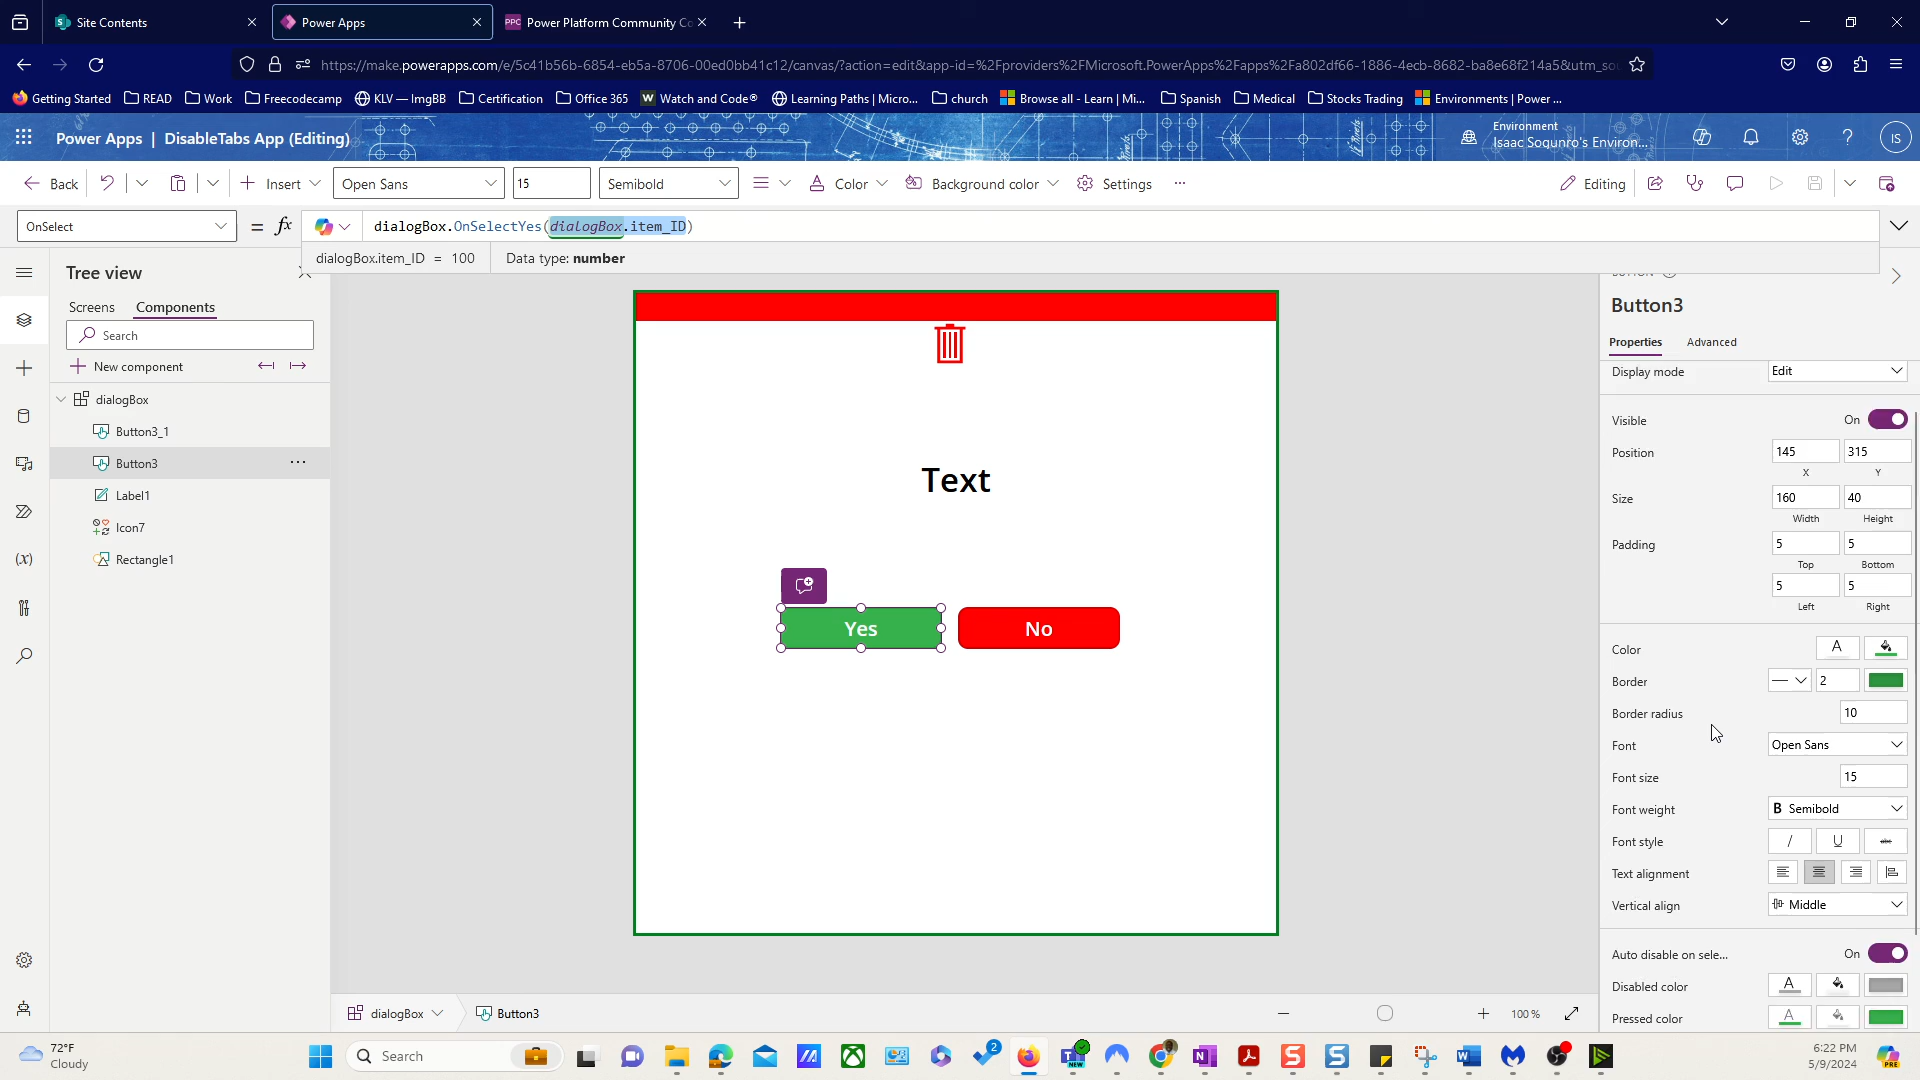 Site Contents
Power Apps
Power Platform Community Co
https://make.powerapps.com/e/5c41b56b-6854-eb5a-8706-00ed0bb41c12/canvas/?action=edit&app-id=%2Fproviders%2FMicrosoft.PowerApps%2Fapps%2Fa802df66-1886-4ecb-8682-ba8e68f214a5&utm_sou
Getting Started
READ
Work
Freecodecamp
KLV — ImgBB
Certification
Office 365
Watch and Code®
Learning Paths | Micro...
church
Browse all - Learn | Mi...
Spanish
Medical
Stocks Trading
Environments | Power ...
Power Apps | DisableTabs App (Editing)
Environment
Isaac Sogunro's Environ...
IS
Back
Insert
Open Sans
15
Semibold
Color
Background color
Settings
Editing
OnSelect
= fx
dialogBox.OnSelectYes(dialogBox.item_ID)
dialogBox.item_ID = 100
Data type: number
Tree view
Screens
Components
Search
New component
dialogBox
Button3_1
Button3
Label1
Icon7
Rectangle1
Text
Yes
No
BUTTON
Button3
Properties
Advanced
Display mode
Edit
Visible
On
Position
145
315
X
Y
Size
160
40
Width
Height
Padding
5
5
Top
Bottom
5
5
Left
Right
Color
A
Border
2
Border radius
10
Font
Open Sans
Font size
15
Font weight
B Semibold
Font style
/
U
abc
Text alignment
Vertical align
Middle
Auto disable on sele...
On
Disabled color
A
Pressed color
A
dialogBox
Button3
100 %
72°F
Cloudy
Search
2
NEW
6:22 PM
5/9/2024
PRE